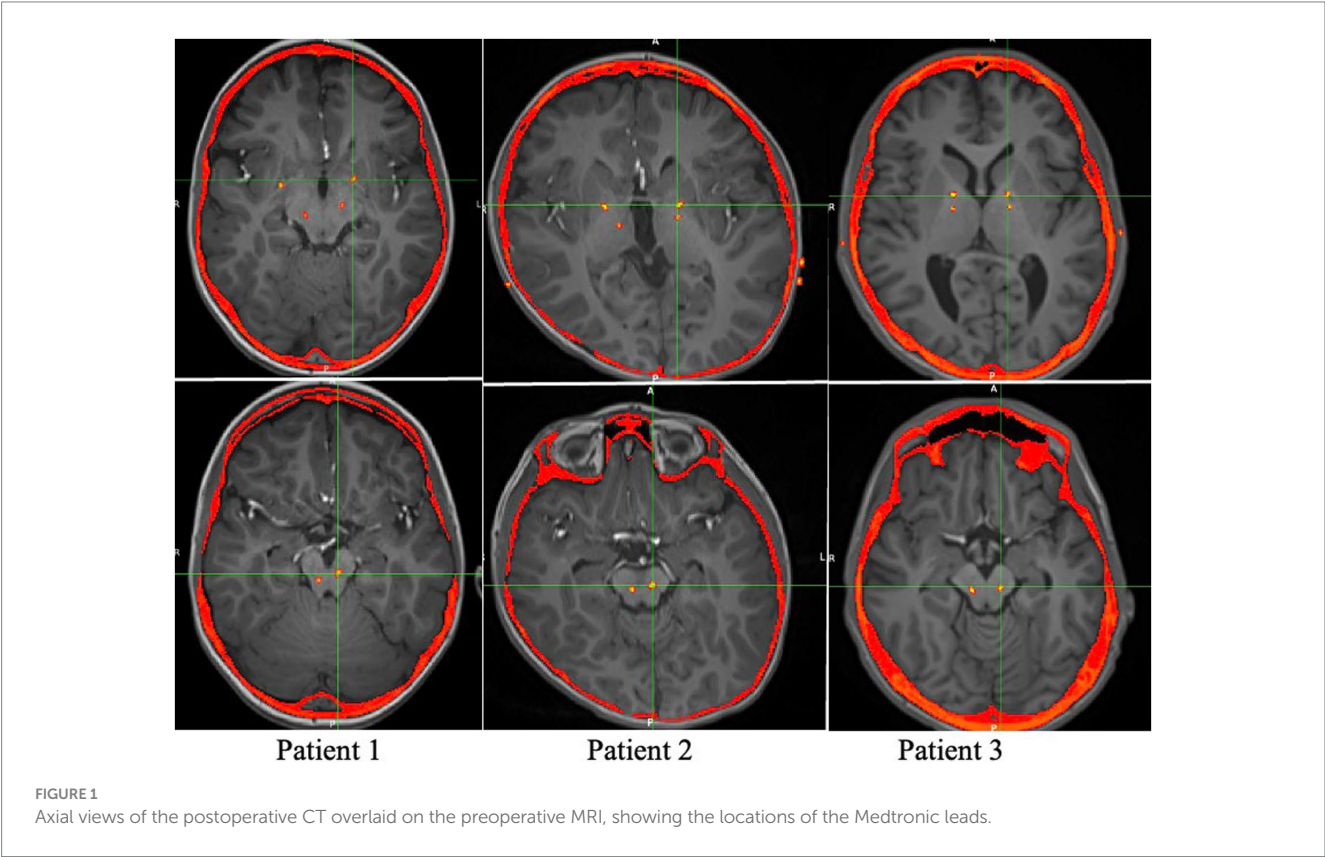 A
A
A
R
L
R
R
P
P
P
A
A
R
L
R
P
P
P
Patient 1
Patient 2
Patient 3
FIGURE 1
Axial views of the postoperative CT overlaid on the preoperative MRI, showing the locations of the Medtronic leads.